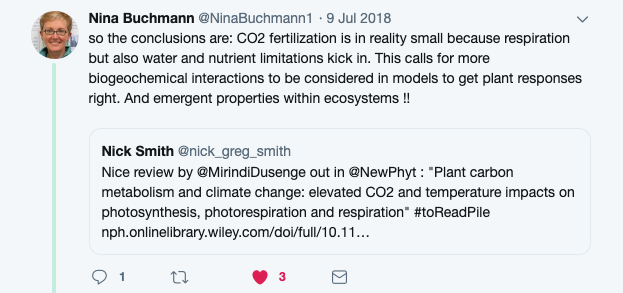 Nina Buchmann @NinaBuchmann1 · 9 Jul 2018
so the conclusions are: CO2 fertilization is in reality small because respiration
but also water and nutrient limitations kick in. This calls for more
biogeochemical interactions to be considered in models to get plant responses
right. And emergent properties within ecosystems !!
Nick Smith @nick_greg_smith
Nice review by @MirindiDusenge out in @NewPhyt : "Plant carbon
metabolism and climate change: elevated CO2 and temperature impacts on
photosynthesis, photorespiration and respiration" #toReadPile
nph.onlinelibrary.wiley.com/doi/full/10.11…
1 3